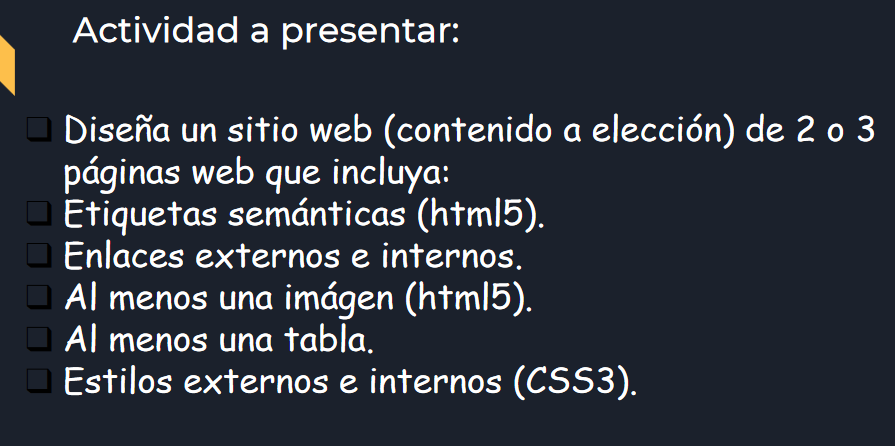 Actividad a presentar:
Diseña un sitio web (contenido a elección) de 2 o 3
páginas web que incluya:
Etiquetas semánticas (html5).
Enlaces externos e internos.
Al menos una imágen (html5).
Al menos una tabla.
Estilos externos e internos (CSS3).